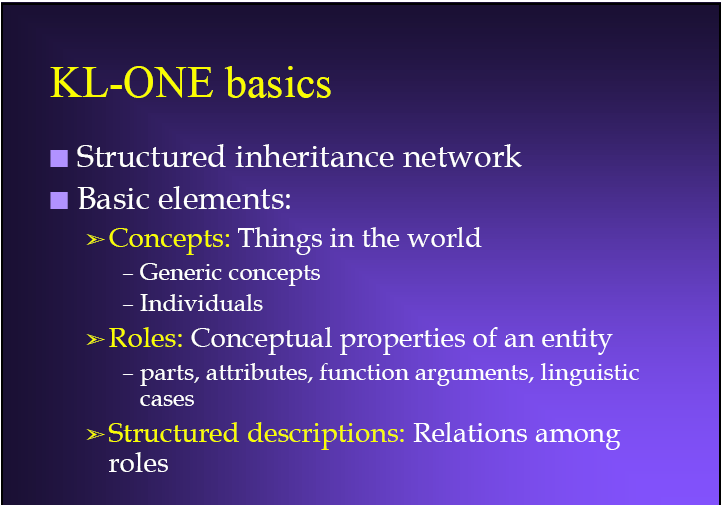 KL-ONE basics
Structured inheritance network
Basic elements:
Concepts: Things in the world
– Generic concepts
– Individuals
Roles: Conceptual properties of an entity
– parts, attributes, function arguments, linguistic
cases
Structured descriptions: Relations among
roles